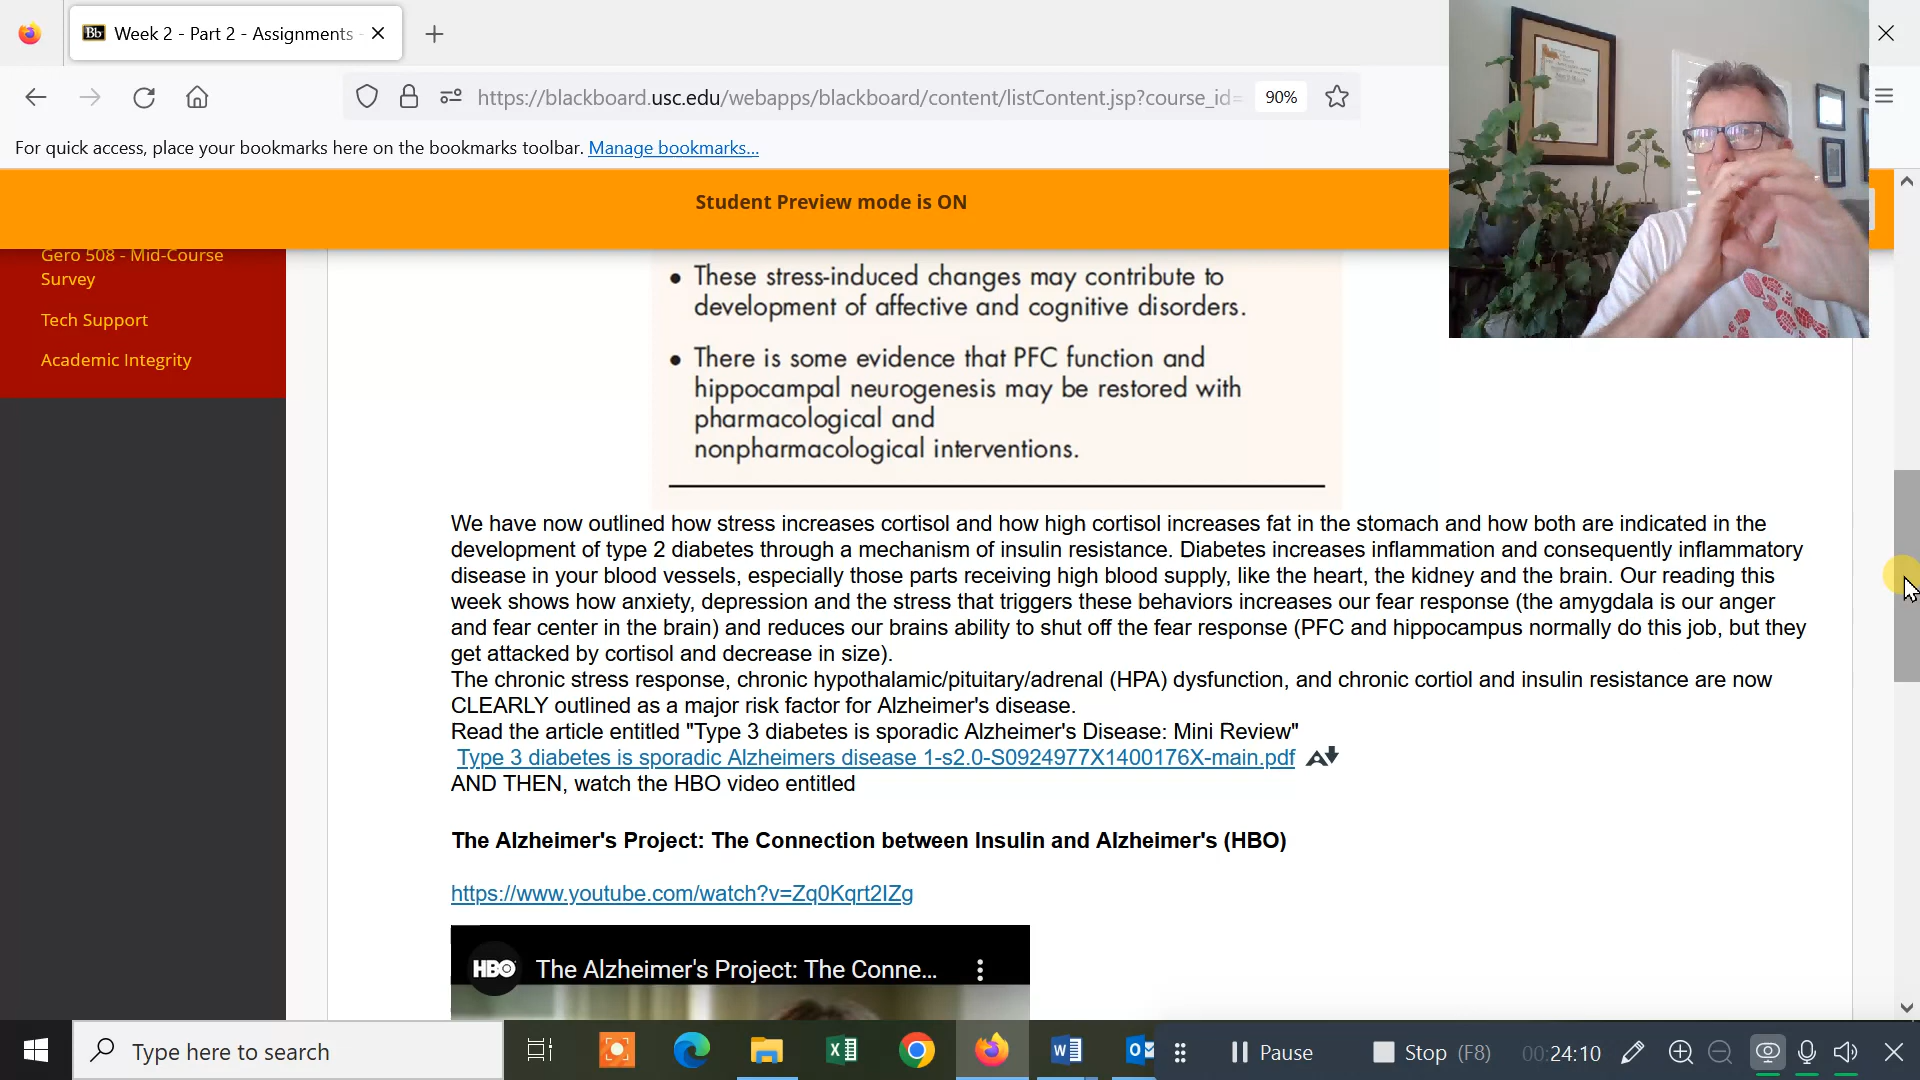 Week 2 - Part 2 - Assignments
https://blackboard.usc.edu/webapps/blackboard/content/listContent.jsp?course_id=
90%
For quick access, place your bookmarks here on the bookmarks toolbar. Manage bookmarks...
Student Preview mode is ON
Gero 508 - Mid-Course
Survey
Tech Support
Academic Integrity
• These stress-induced changes may contribute to
development of affective and cognitive disorders.
• There is some evidence that PFC function and
hippocampal neurogenesis may be restored with
pharmacological and
nonpharmacological interventions.
We have now outlined how stress increases cortisol and how high cortisol increases fat in the stomach and how both are indicated in the
development of type 2 diabetes through a mechanism of insulin resistance. Diabetes increases inflammation and consequently inflammatory
disease in your blood vessels, especially those parts receiving high blood supply, like the heart, the kidney and the brain. Our reading this
week shows how anxiety, depression and the stress that triggers these behaviors increases our fear response (the amygdala is our anger
and fear center in the brain) and reduces our brains ability to shut off the fear response (PFC and hippocampus normally do this job, but they
get attacked by cortisol and decrease in size).
The chronic stress response, chronic hypothalamic/pituitary/adrenal (HPA) dysfunction, and chronic cortiol and insulin resistance are now
CLEARLY outlined as a major risk factor for Alzheimer's disease.
Read the article entitled "Type 3 diabetes is sporadic Alzheimer's Disease: Mini Review"
Type 3 diabetes is sporadic Alzheimers disease 1-s2.0-S0924977X1400176X-main.pdf
AND THEN, watch the HBO video entitled
The Alzheimer's Project: The Connection between Insulin and Alzheimer's (HBO)
https://www.youtube.com/watch?v=Zq0Kqrt2IZg
HBO The Alzheimer's Project: The Conne...
Type here to search
Pause
Stop (F8)
00:24:10